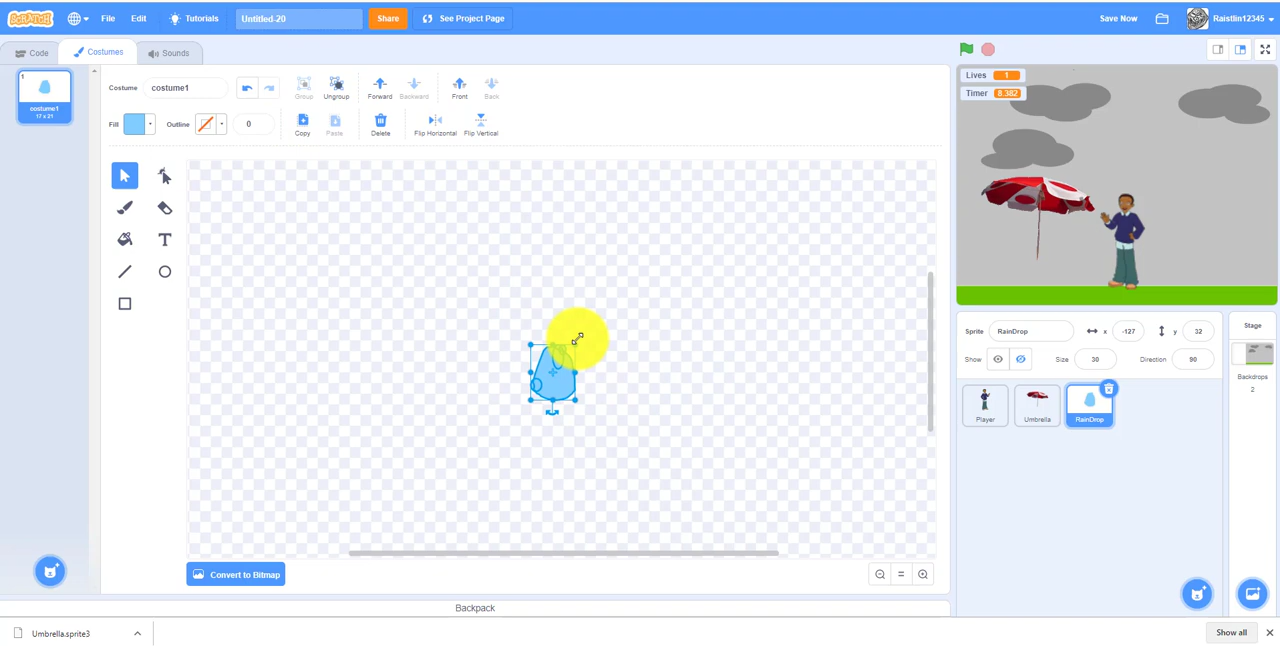 SCRATCH File Edit Tutorials Untitled-20 Share See Project Page Save Now Raistlin12345
Code Costumes Sounds
1
costume1
17 x 21
Costume costume1 Group Ungroup Forward Backward Front Back
Fill Outline 0 Copy Paste Delete Flip Horizontal Flip Vertical
Convert to Bitmap
Backpack
Lives 1
Timer 8.382
Sprite RainDrop x -127 y 32
Show Size 30 Direction 90
Player Umbrella RainDrop
Stage
Backdrops
2
Umbrella.sprite3 Show all